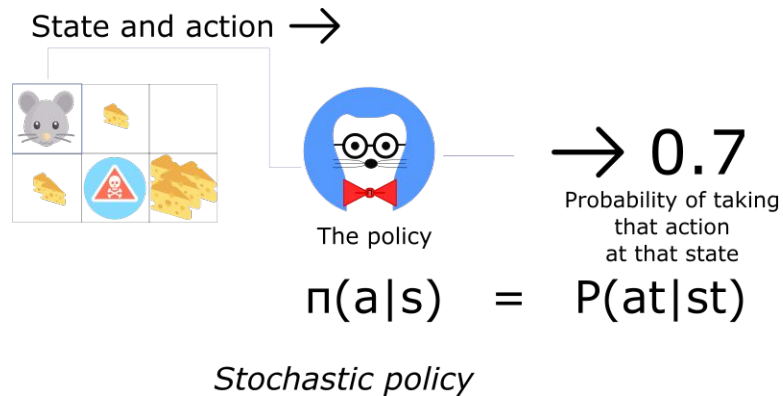 State and action →
The policy
→ 0.7
Probability of taking
that action
at that state
π(a|s) = P(at|st)
Stochastic policy